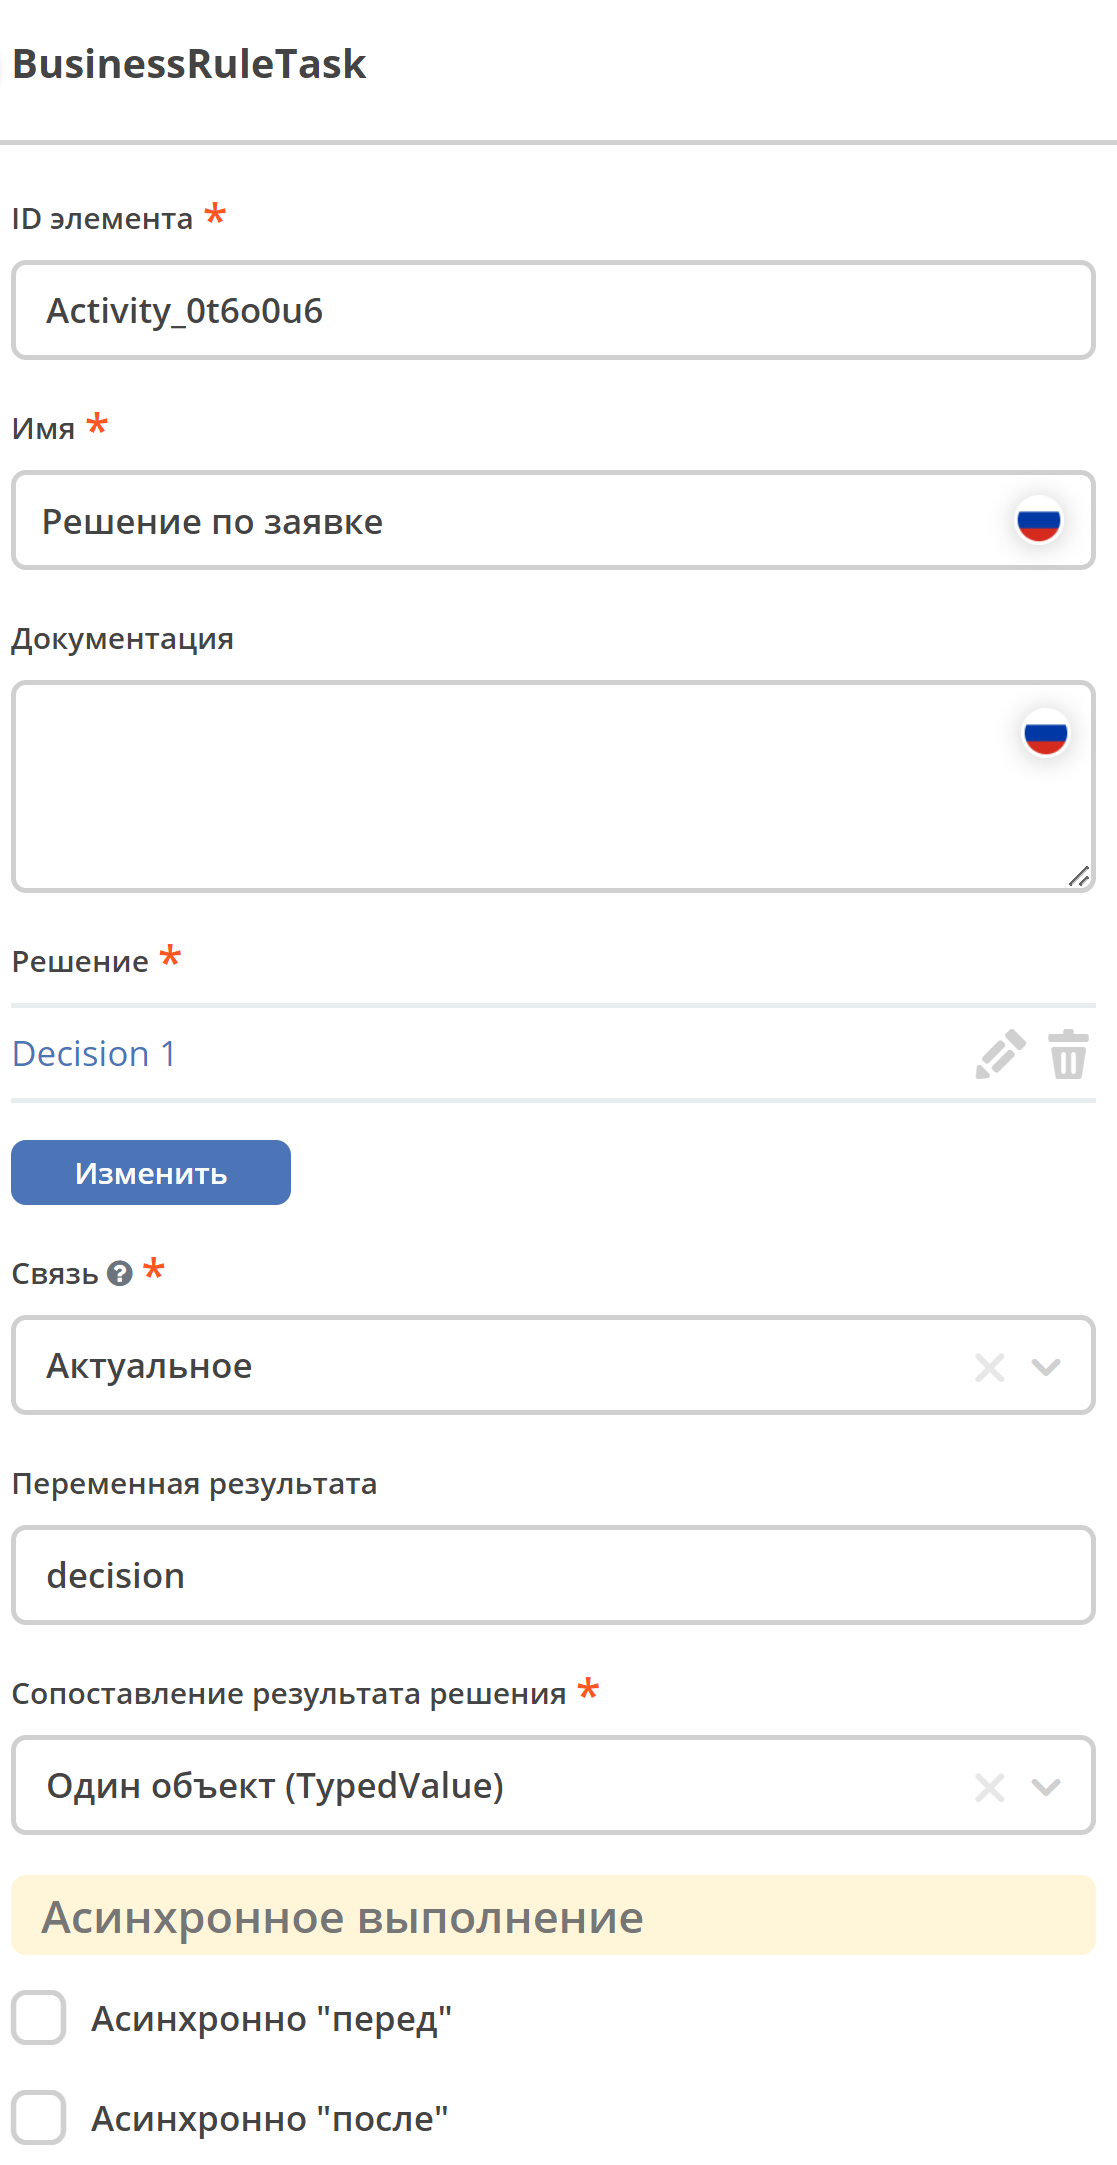 BusinessRuleTask
ID элемента *
Activity_0t6o0u6
Имя *
Решение по заявке
Документация
Решение *
Decision 1
Изменить
Связь ? *
Актуальное
Переменная результата
decision
Сопоставление результата решения *
Один объект (TypedValue)
Асинхронное выполнение
Асинхронно "перед"
Асинхронно "после"